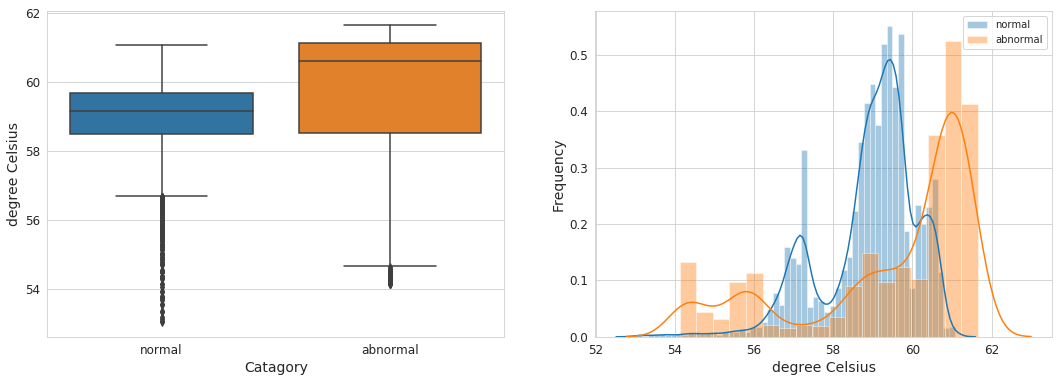 62
60
58
56
54
degree Celsius
normal
abnormal
Catagory
0.5
0.4
0.3
0.2
0.1
0.0
Frequency
normal
abnormal
52
54
56
58
60
62
degree Celsius